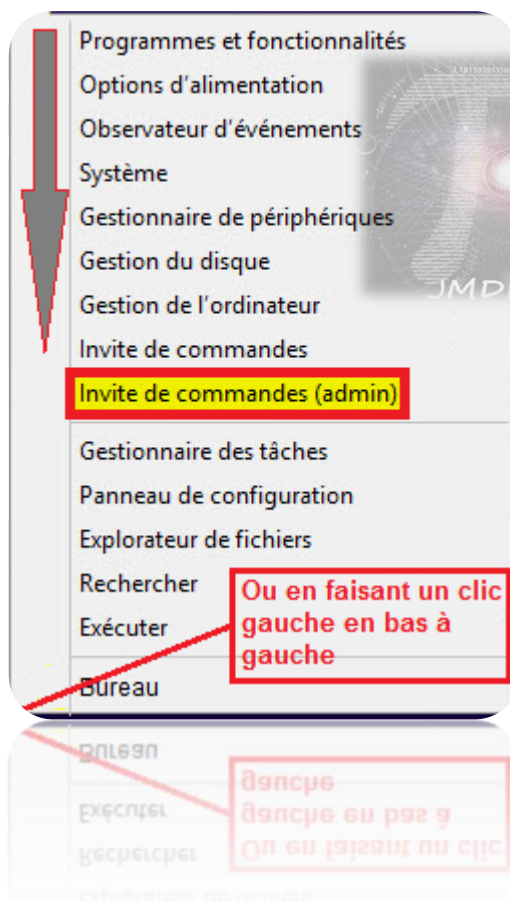 Programmes et fonctionnalités
Options d'alimentation
Observateur d'événements
Système
Gestionnaire de périphériques
Gestion du disque
Gestion de l'ordinateur
Invite de commandes
Invite de commandes (admin)
Gestionnaire des tâches
Panneau de configuration
Explorateur de fichiers
Rechercher
Exécuter
Ou en faisant un clic
gauche en bas à
gauche
Bureau